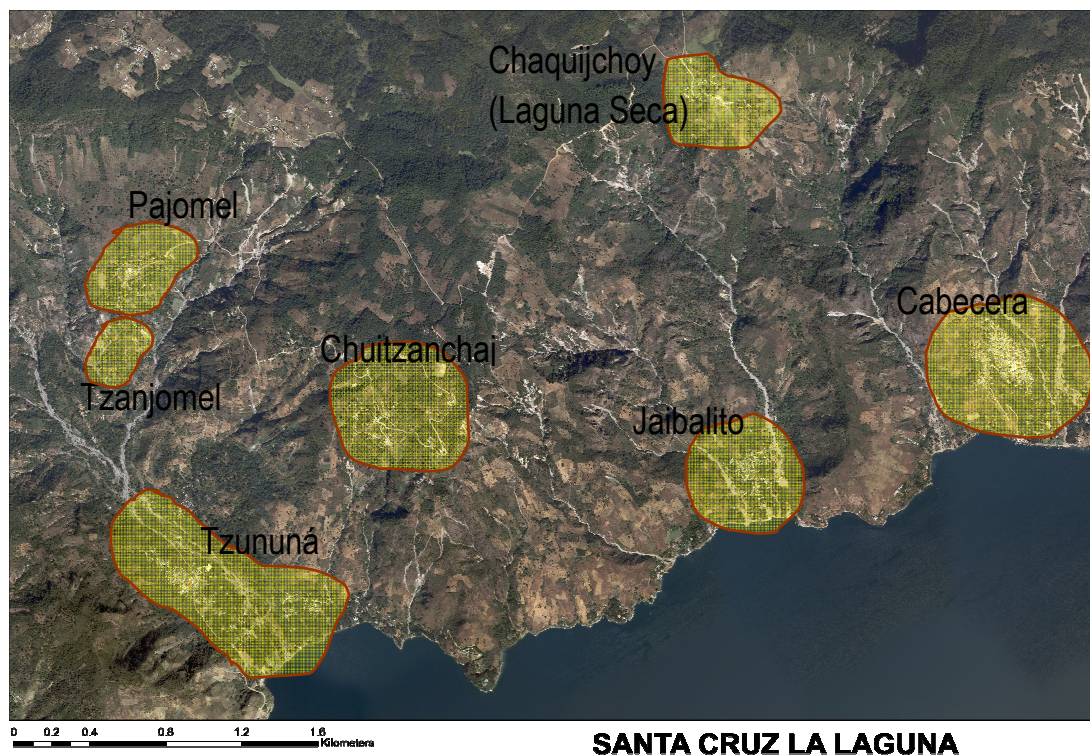 Chaquijchoy
(Laguna Seca)
Pajomel
Cabecera
Chuitzanchaj
Tzanjomel
Jaibalito
Tzununá
0 0.2 0.4 0.8 1.2 1.6
Kilometers
SANTA CRUZ LA LAGUNA